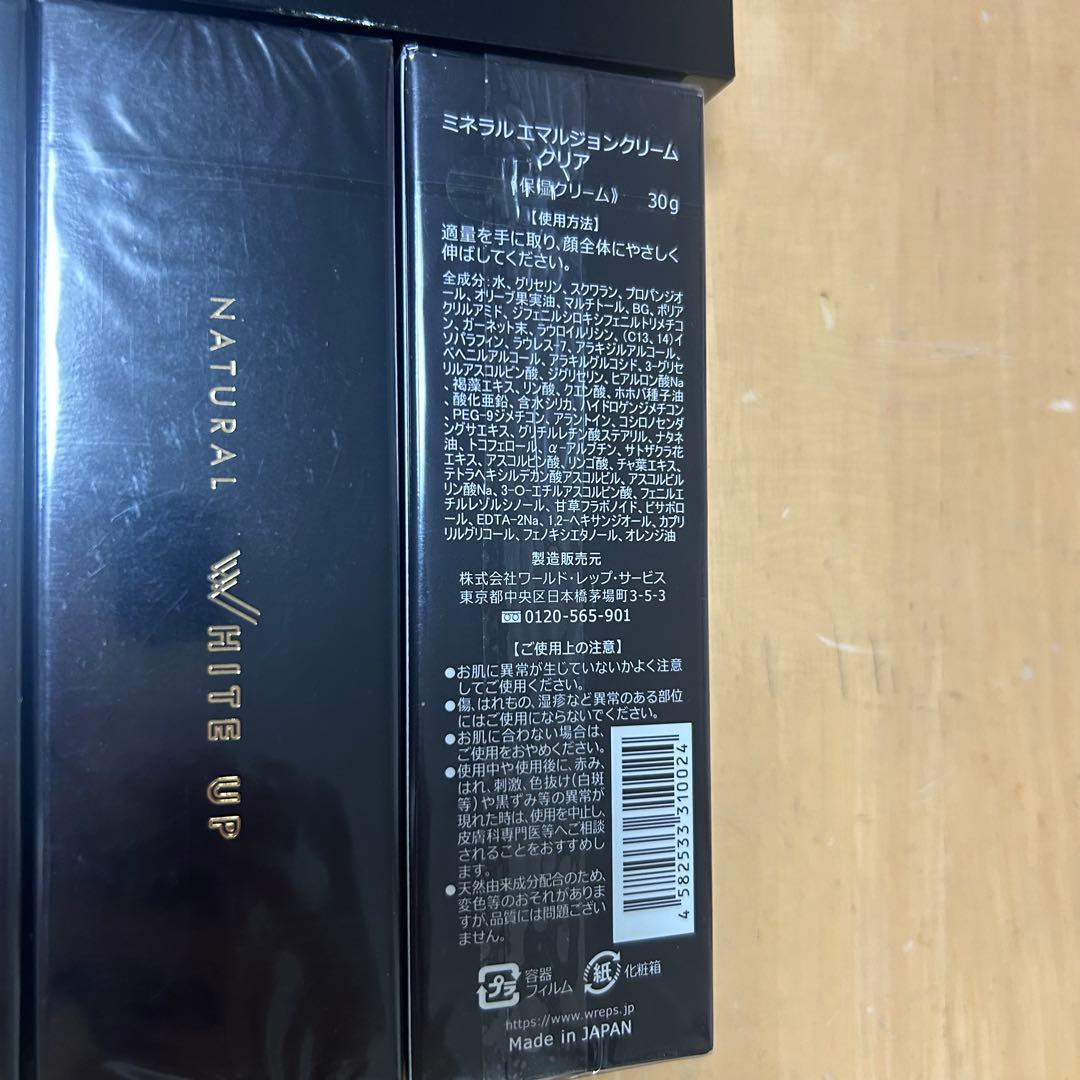 NATURAL WHITE UP
ミネラル エマルジョンクリーム
クリア
《保湿クリーム》 30g
【使用方法】
適量を手に取り、顔全体にやさしく
伸ばしてください。
全成分：水、グリセリン、スクワラン、プロパンジオ
ール、オリーブ果実油、マルチトール、BG、ポリア
クリルアミド、ジフェニルシロキシフェニルトリメチコ
ン、ガーネット末、ラウロイルリシン、(C13、14)イ
ソパラフィン、ラウレス-7、アラキジルアルコール、
ベヘニルアルコール、アラキルグルコシド、3-グリセ
リルアスコルビン酸、ジグリセリン、ヒアルロン酸Na
、褐藻エキス、リン酸、クエン酸、ホホバ種子油
、酸化亜鉛、含水シリカ、ハイドロゲンジメチコン
、PEG-9ジメチコン、アラントイン、コシロノセンダ
ングサエキス、グリチルレチン酸ステアリル、ナタネ
油、トコフェロール、α-アルブチン、サトザクラ花
エキス、アスコルビン酸、リンゴ酸、チャ葉エキス、
テトラヘキシルデカン酸アスコルビル、アスコルビル
リン酸Na、3-O-エチルアスコルビン酸、フェニルエ
チルレゾルシノール、甘草フラボノイド、ビサボロ
ール、EDTA-2Na、1,2-ヘキサンジオール、カプリ
リルグリコール、フェノキシエタノール、オレンジ油
製造販売元
株式会社ワールド・レップ・サービス
東京都中央区日本橋茅場町3-5-3
0120-565-901
【ご使用上の注意】
●お肌に異常が生じていないかよく注意
してご使用ください。
●傷、はれもの、湿疹など異常のある部位
にはご使用にならないでください。
●お肌に合わない場合は、
ご使用をおやめください。
●使用中や使用後に、赤み、
はれ、刺激、色抜け(白斑
等)や黒ずみ等の異常が
現れた時は、使用を中止し、
皮膚科専門医等へご相談
されることをおすすめし
ます。
●天然由来成分配合のため、
変色等のおそれがありま
すが、品質には問題ござい
ません。
4 582533 310024
プラ 容器
フィルム
紙 化粧箱
https://www.wreps.jp
Made in JAPAN